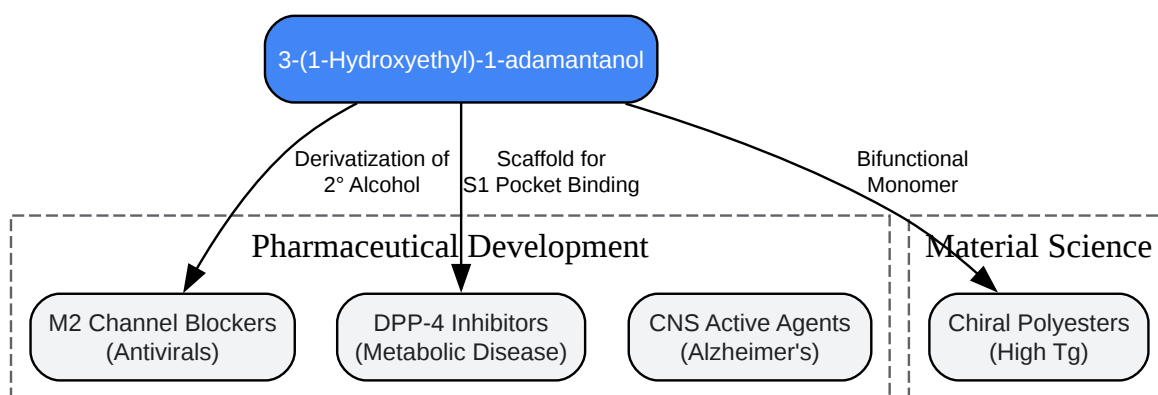 3-(1-Hydroxyethyl)-1-adamantanol
Derivatization of
2° Alcohol
Scaffold for
S1 Pocket Binding
Bifunctional
Monomer
Pharmaceutical Development
Material Science
M2 Channel Blockers
(Antivirals)
DPP-4 Inhibitors
(Metabolic Disease)
CNS Active Agents
(Alzheimer's)
Chiral Polyesters
(High Tg)